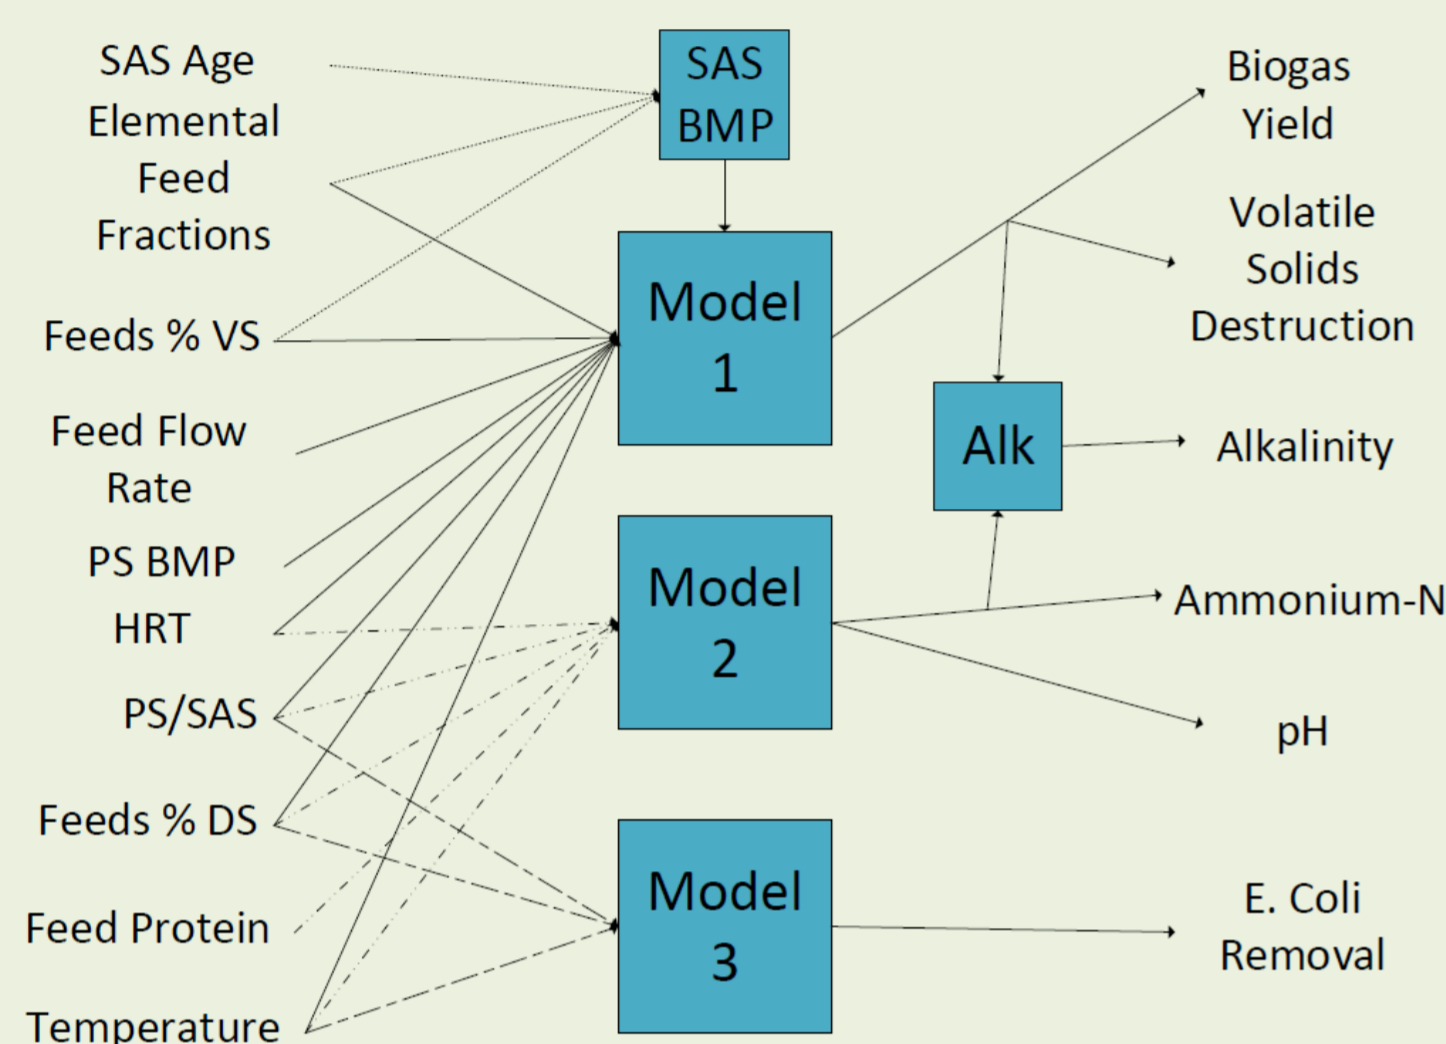 SAS Age
Elemental
Feed
Fractions
Feeds % VS
Feed Flow
Rate
PS BMP
HRT
PS/SAS
Feeds % DS
Feed Protein
Temperature
SAS
BMP
Model
1
Model
2
Model
3
Alk
Biogas
Yield
Volatile
Solids
Destruction
Alkalinity
Ammonium-N
pH
E. Coli
Removal